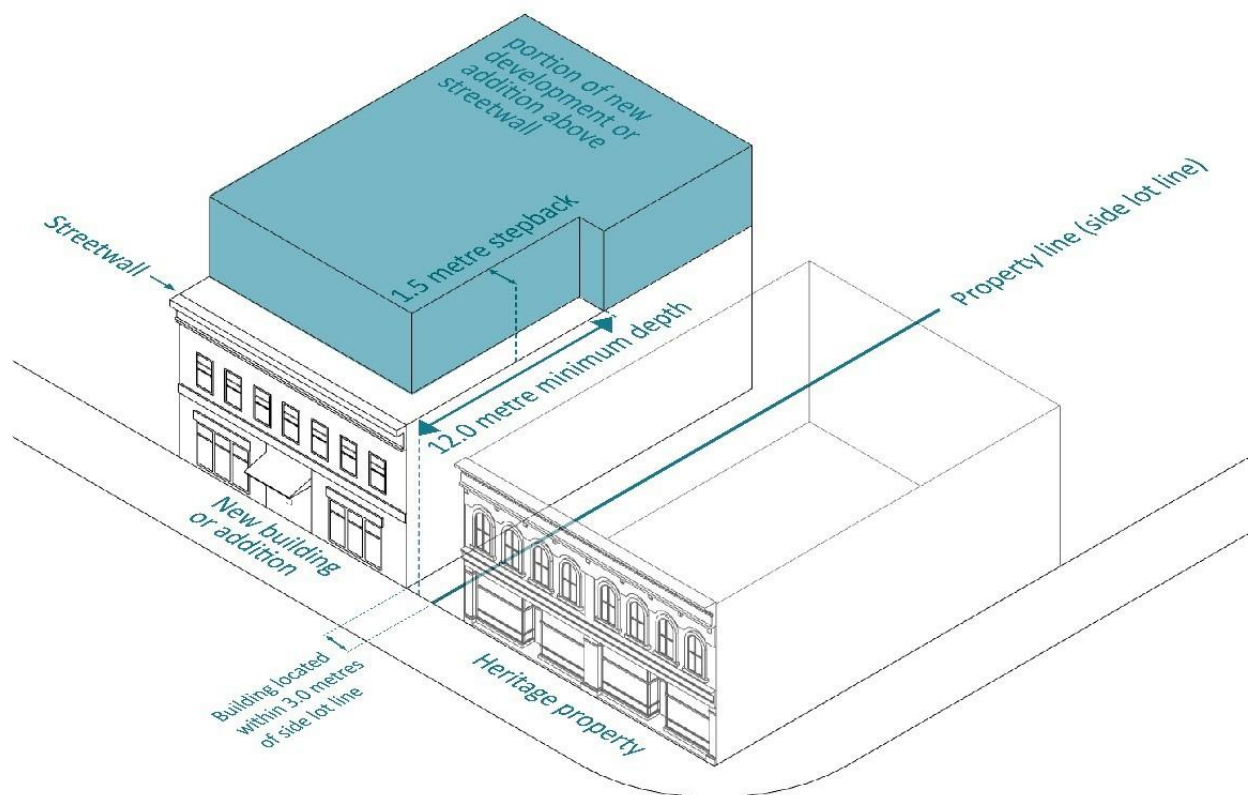 portion of new
development or
addition above
streetwall
Streetwall
1.5 metre stepback
12.0 metre minimum depth
Property line (side lot line)
New building
or addition
Building located
within 3.0 metres
of side lot line
Heritage property